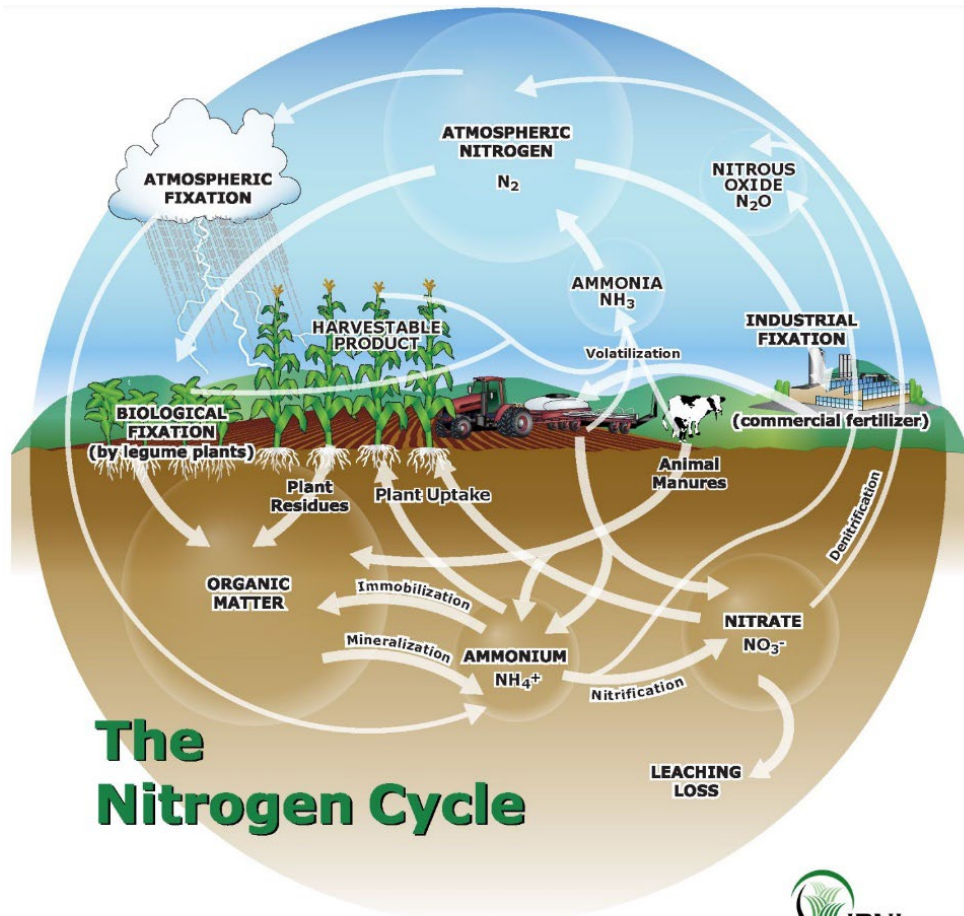 ATMOSPHERIC
NITROGEN
N₂
ATMOSPHERIC
FIXATION
NITROUS
OXIDE
N₂O
AMMONIA
NH₃
HARVESTABLE
PRODUCT
Volatilization
INDUSTRIAL
FIXATION
(commercial fertilizer)
BIOLOGICAL
FIXATION
(by legume plants)
Plant
Residues
Plant Uptake
Animal
Manures
Denitrification
ORGANIC
MATTER
Immobilization
Mineralization
AMMONIUM
NH₄⁺
Nitrification
NITRATE
NO₃⁻
LEACHING
LOSS
The
Nitrogen Cycle